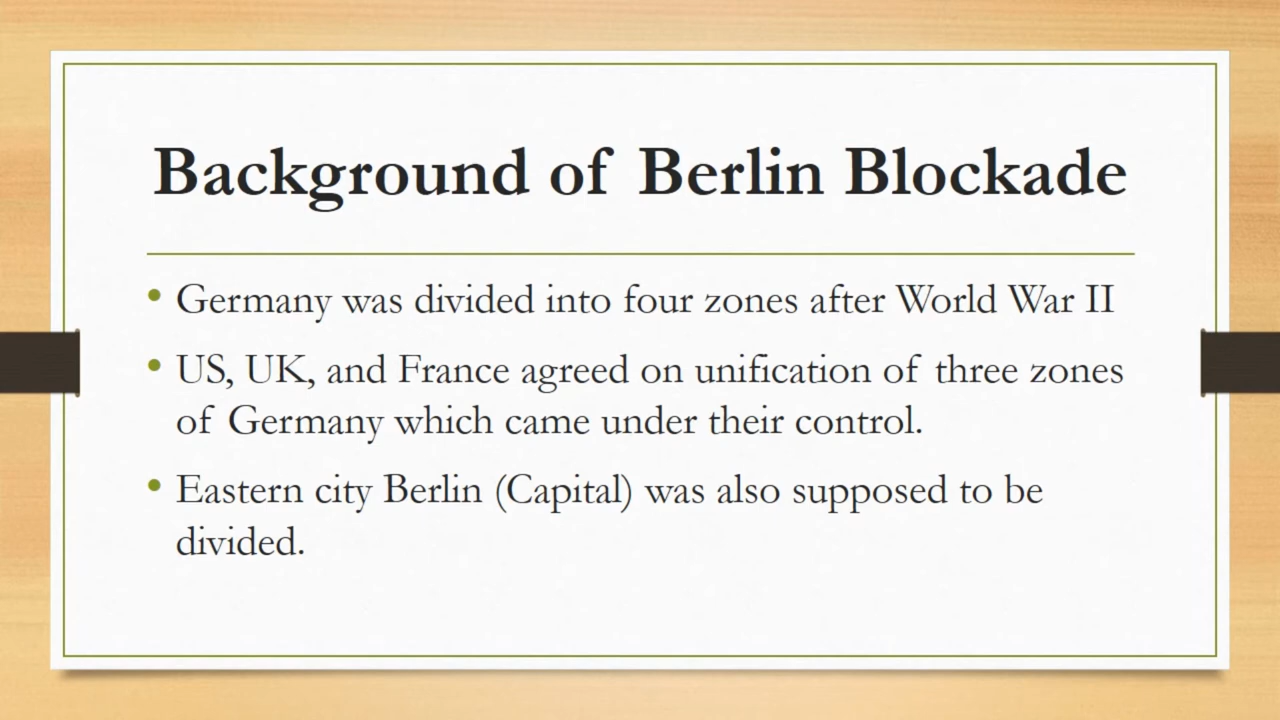 Background of Berlin Blockade
• Germany was divided into four zones after World War II
• US, UK, and France agreed on unification of three zones
of Germany which came under their control.
• Eastern city Berlin (Capital) was also supposed to be
divided.